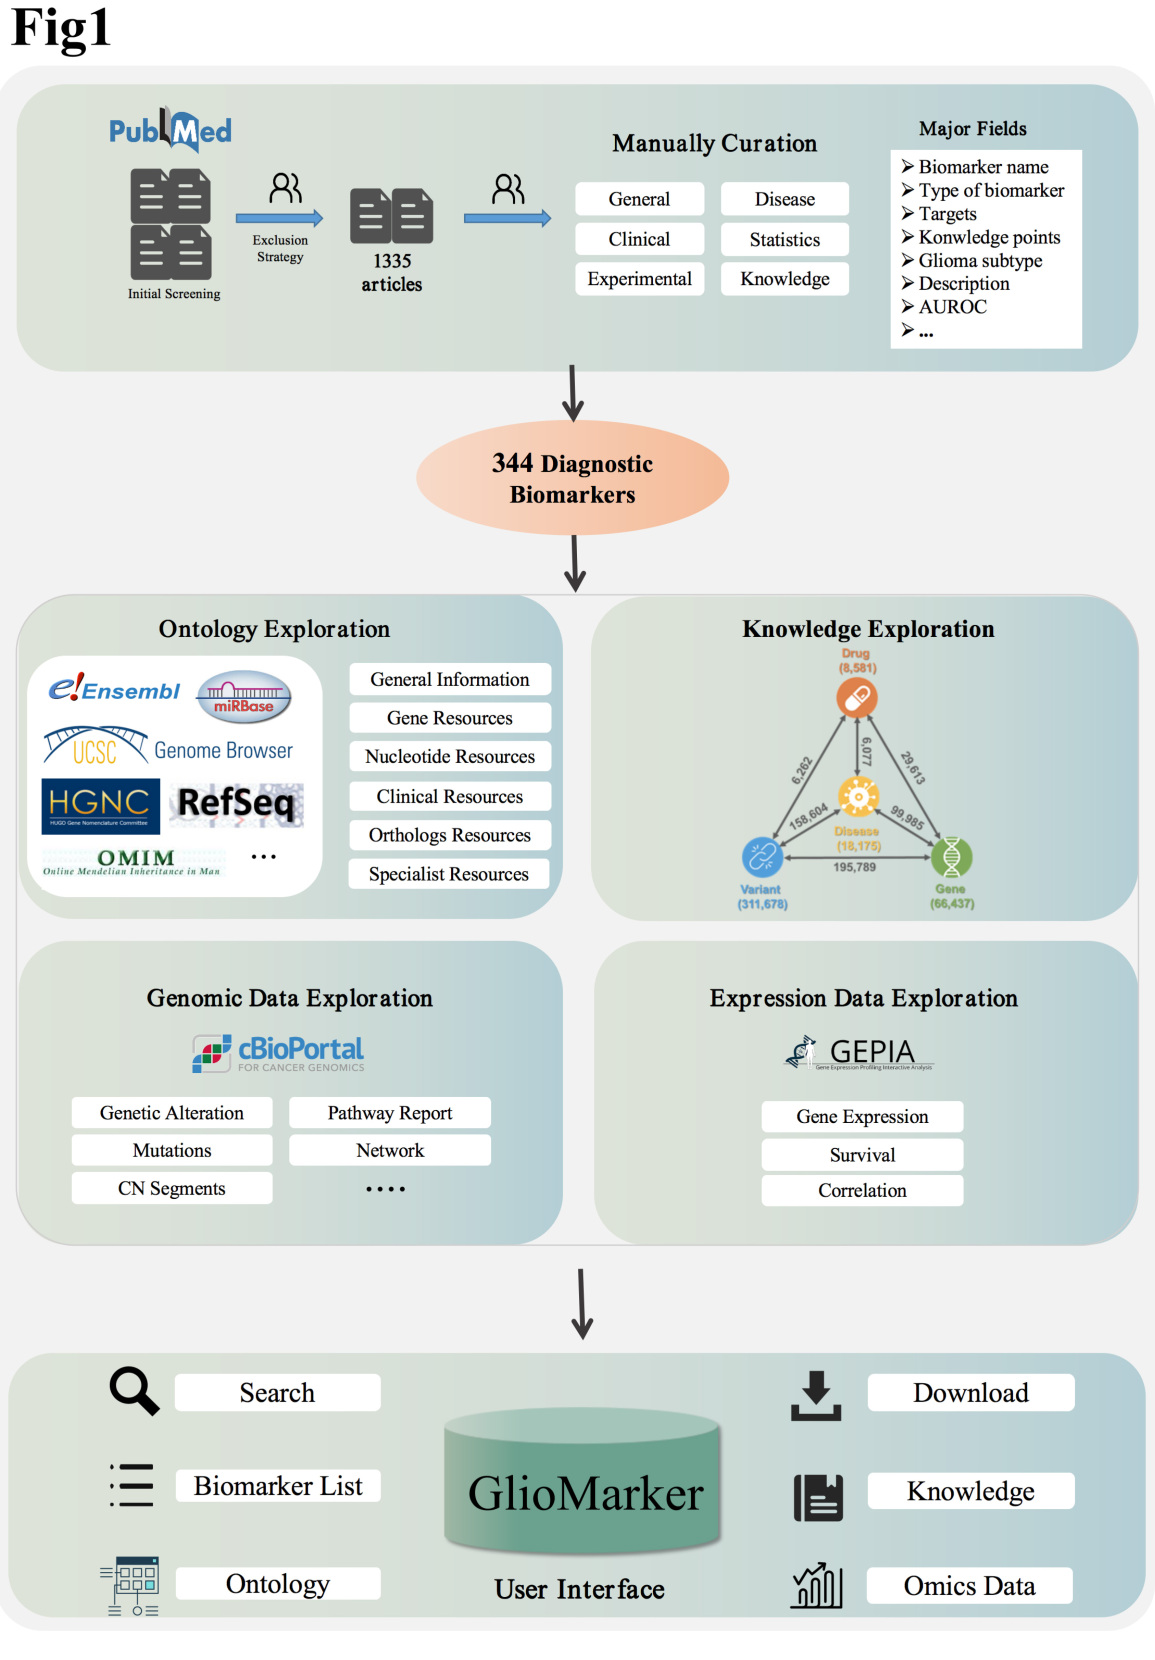 Fig1
PubMed
Initial Screening
Exclusion
Strategy
1335
articles
Manually Curation
General
Disease
Clinical
Statistics
Experimental
Knowledge
Major Fields
Biomarker name
Type of biomarker
Targets
Konwledge points
Glioma subtype
Description
AUROC
...
344 Diagnostic
Biomarkers
Ontology Exploration
e!Ensembl
miRBase
UCSC Genome Browser
HGNC
HUGO Gene Nomenclature Committee
RefSeq
OMIM
Online Mendelian Inheritance in Man
...
General Information
Gene Resources
Nucleotide Resources
Clinical Resources
Orthologs Resources
Specialist Resources
Knowledge Exploration
Drug
(8,581)
6,262
6,077
29,613
158,604
99,985
Disease
(18,175)
195,789
Variant
(311,678)
Gene
(66,437)
Genomic Data Exploration
cBioPortal
FOR CANCER GENOMICS
Genetic Alteration
Pathway Report
Mutations
Network
CN Segments
....
Expression Data Exploration
GEPIA
Gene Expression Profiling Interactive Analysis
Gene Expression
Survival
Correlation
Search
Biomarker List
Ontology
GlioMarker
User Interface
Download
Knowledge
Omics Data